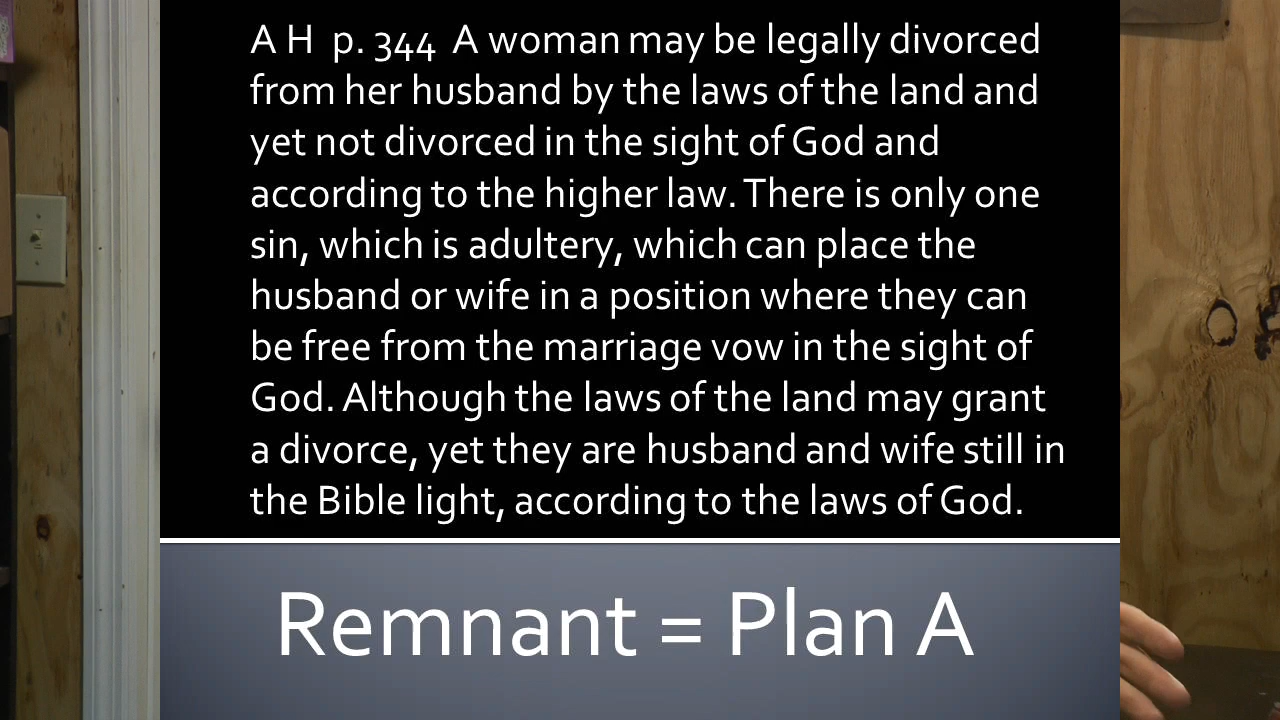 A H  p. 344  A woman may be legally divorced
from her husband by the laws of the land and
yet not divorced in the sight of God and
according to the higher law. There is only one
sin, which is adultery, which can place the
husband or wife in a position where they can
be free from the marriage vow in the sight of
God. Although the laws of the land may grant
a divorce, yet they are husband and wife still in
the Bible light, according to the laws of God.
Remnant = Plan A